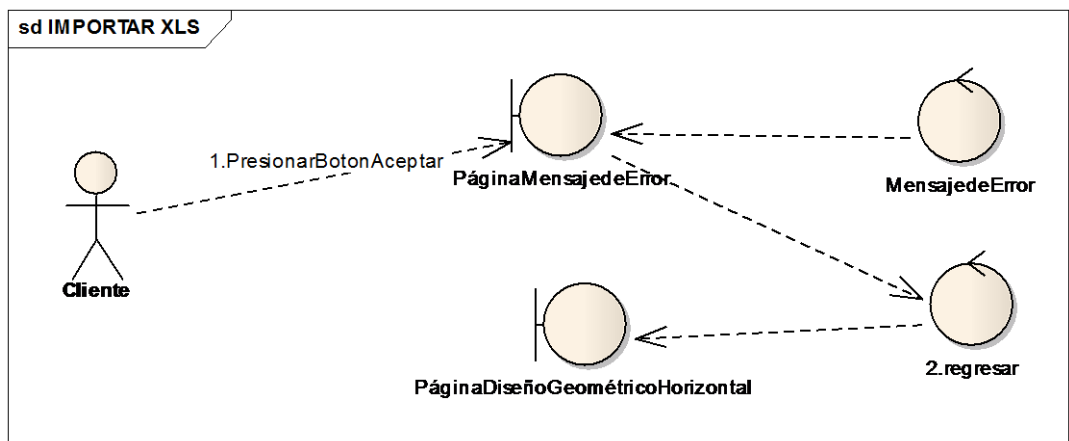 sd IMPORTAR XLS
1.PresionarBotonAceptar
PáginaMensajedeError
MensajedeError
Cliente
2.regresar
PáginaDiseñoGeométricoHorizontal